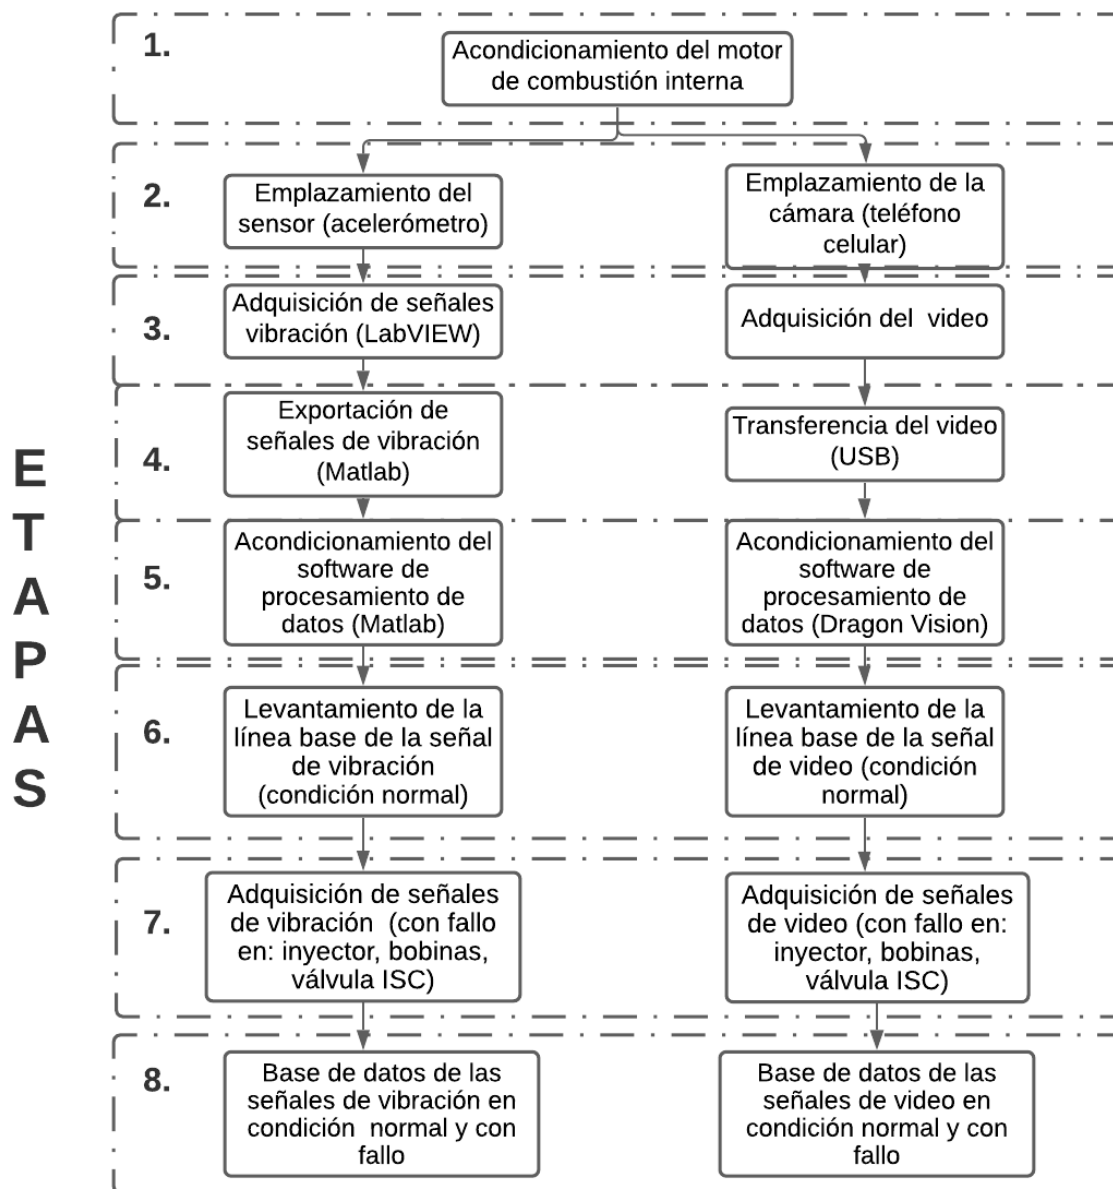 ETAPAS
1.
Acondicionamiento del motor
de combustión interna
2.
Emplazamiento del
sensor (acelerómetro)
Emplazamiento de la
cámara (teléfono
celular)
3.
Adquisición de señales
vibración (LabVIEW)
Adquisición del video
4.
Exportación de
señales de vibración
(Matlab)
Transferencia del video
(USB)
5.
Acondicionamiento del
software de
procesamiento de
datos (Matlab)
Acondicionamiento del
software de
procesamiento de
datos (Dragon Vision)
6.
Levantamiento de la
línea base de la señal
de vibración
(condición normal)
Levantamiento de la
línea base de la señal
de video (condición
normal)
7.
Adquisición de señales
de vibración (con fallo
en: inyector, bobinas,
válvula ISC)
Adquisición de señales
de video (con fallo en:
inyector, bobinas,
válvula ISC)
8.
Base de datos de las
señales de vibración en
condición normal y con
fallo
Base de datos de las
señales de video en
condición normal y con
fallo